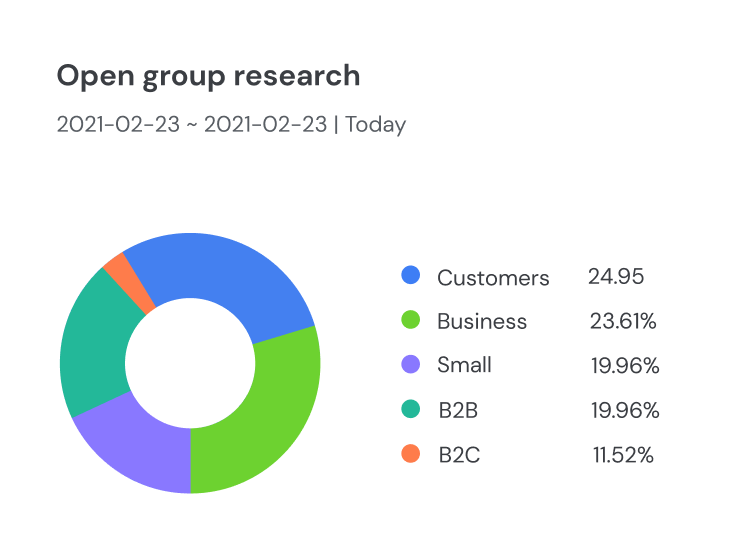 Open group research
2021-02-23 ~ 2021-02-23 | Today
Customers 24.95
Business 23.61%
Small 19.96%
B2B 19.96%
B2C 11.52%